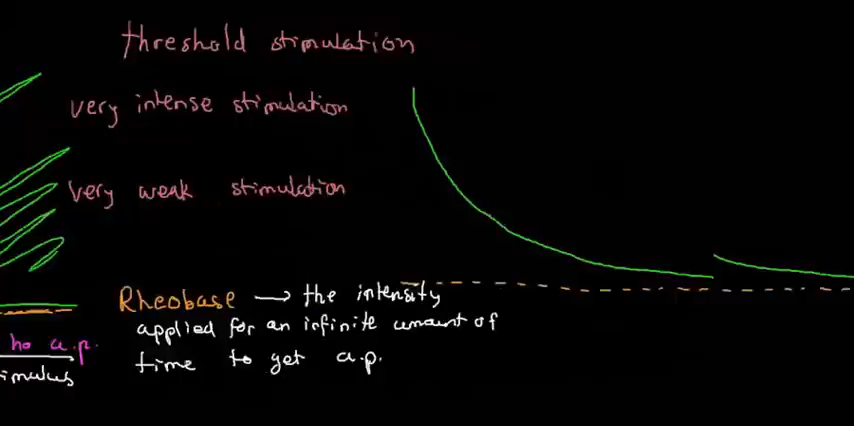 threshold stimulation
very intense stimulation
very weak stimulation
Rheobase → the intensity
applied for an infinite amount of
time to get a.p.
no a.p.
imulus